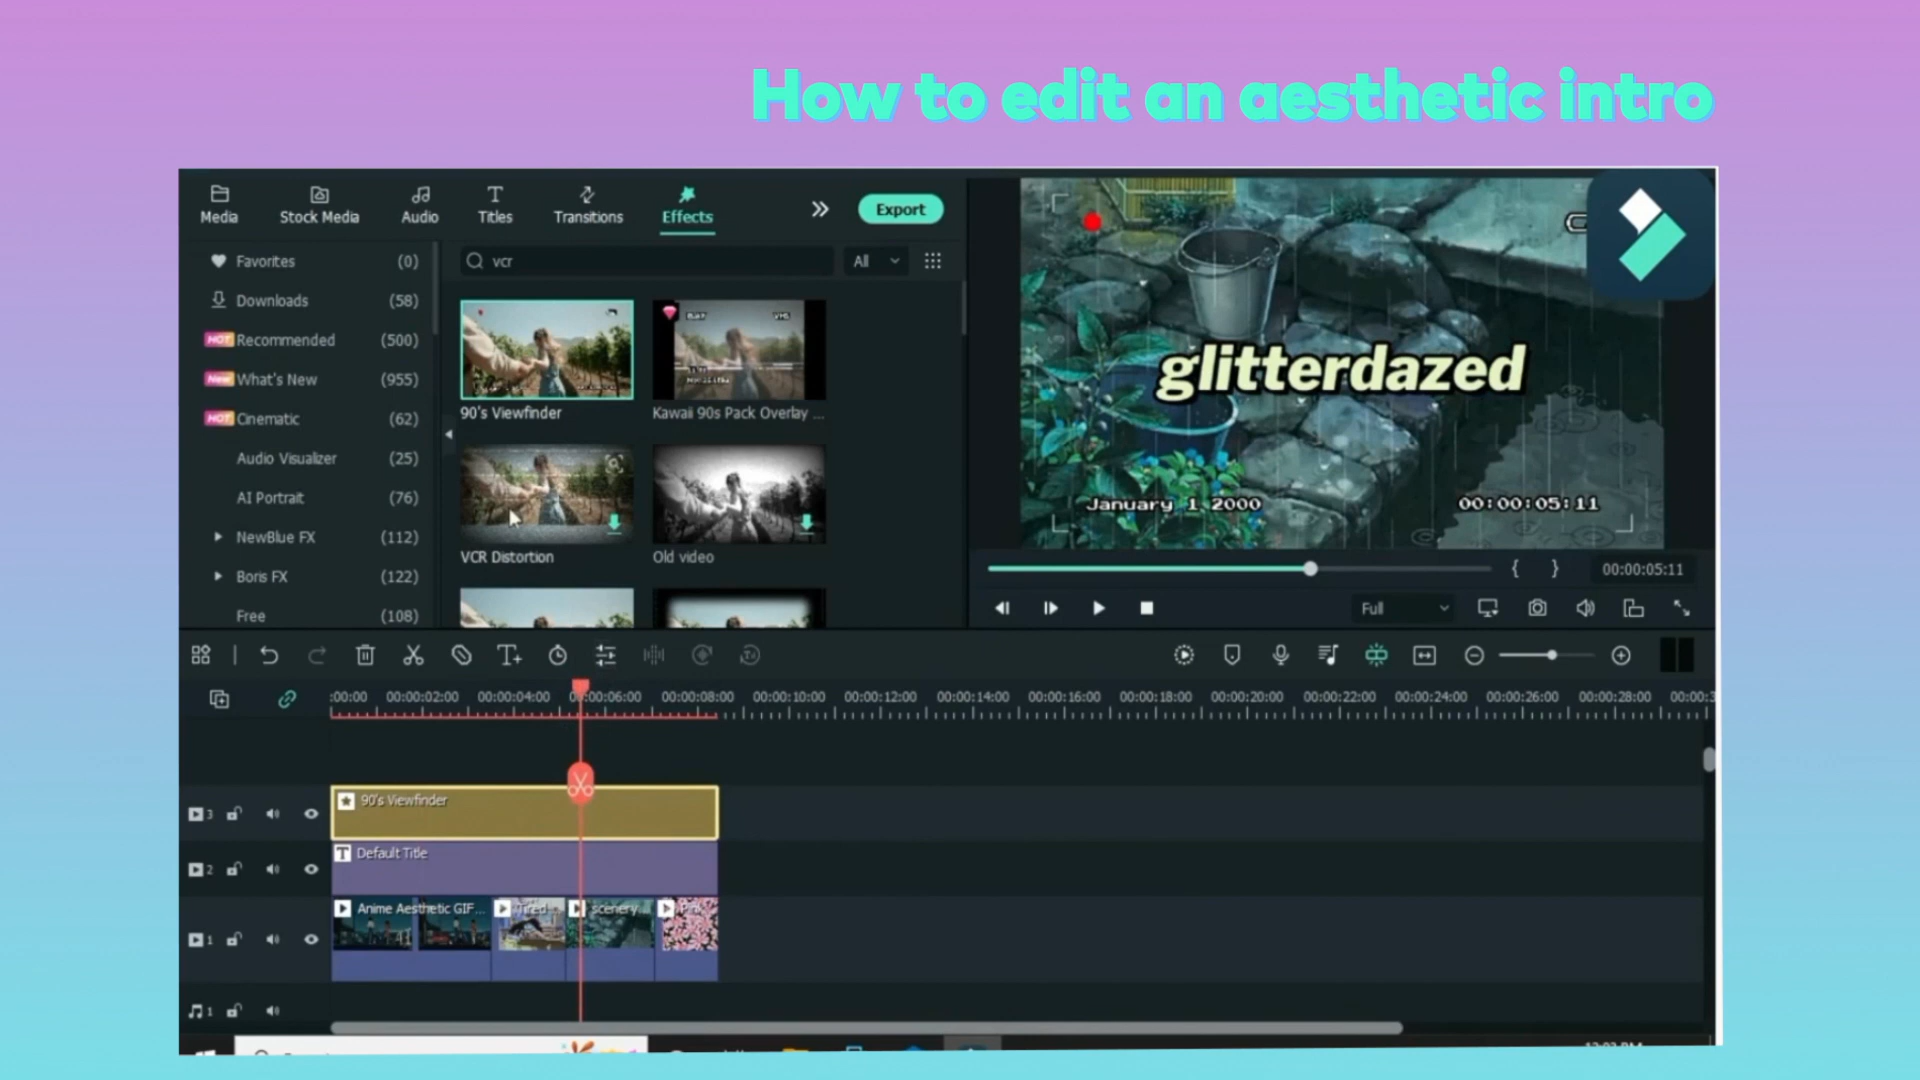 How to edit an aesthetic intro
Media
Stock Media
Audio
Titles
Transitions
Effects
Export
Favorites (0)
Downloads (58)
HOT Recommended (500)
New What's New (955)
HOT Cinematic (62)
Audio Visualizer (25)
AI Portrait (76)
NewBlue FX (112)
Boris FX (122)
Free (108)
vcr
All
90's Viewfinder
VHS
Kawaii 90s Pack Overlay ...
VCR Distortion
Old video
glitterdazed
January 1 2000
00:00:05:11
{ } 00:00:05:11
Full
:00:00 00:00:02:00 00:00:04:00 00:00:06:00 00:00:08:00 00:00:10:00 00:00:12:00 00:00:14:00 00:00:16:00 00:00:18:00 00:00:20:00 00:00:22:00 00:00:24:00 00:00:26:00 00:00:28:00 00:00:3
3
90's Viewfinder
2
T Default Title
1
Anime Aesthetic GIF...
Tired
scenery...
1